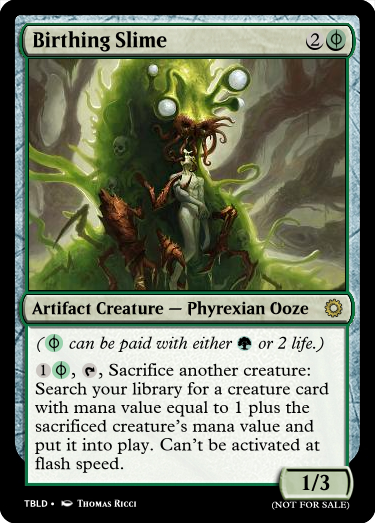 Birthing Slime 2
Artifact Creature — Phyrexian Ooze
( can be paid with either or 2 life.)
1, , Sacrifice another creature:
Search your library for a creature card
with mana value equal to 1 plus the
sacrificed creature's mana value and
put it into play. Can't be activated at
flash speed.
1/3
TBLD • Thomas Ricci
(NOT FOR SALE)